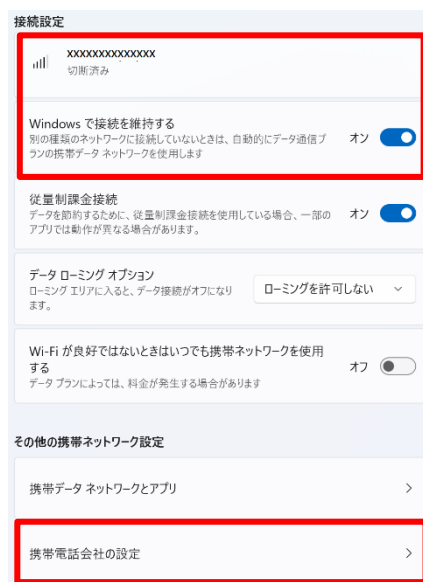 接続設定
xxxxxxxxxxxxxx
切断済み
Windows で接続を維持する
別の種類のネットワークに接続していないときは、自動的にデータ通信プ
ランの携帯データ ネットワークを使用します
オン
従量制課金接続
データを節約するために、従量制課金接続を使用している場合、一部の
アプリでは動作が異なる場合があります。
オン
データ ローミング オプション
ローミング エリアに入ると、データ接続がオフになり
ます。
ローミングを許可しない
Wi-Fi が良好ではないときはいつでも携帯ネットワークを使用
する
データ プランによっては、料金が発生する場合があります
オフ
その他の携帯ネットワーク設定
携帯データ ネットワークとアプリ
携帯電話会社の設定